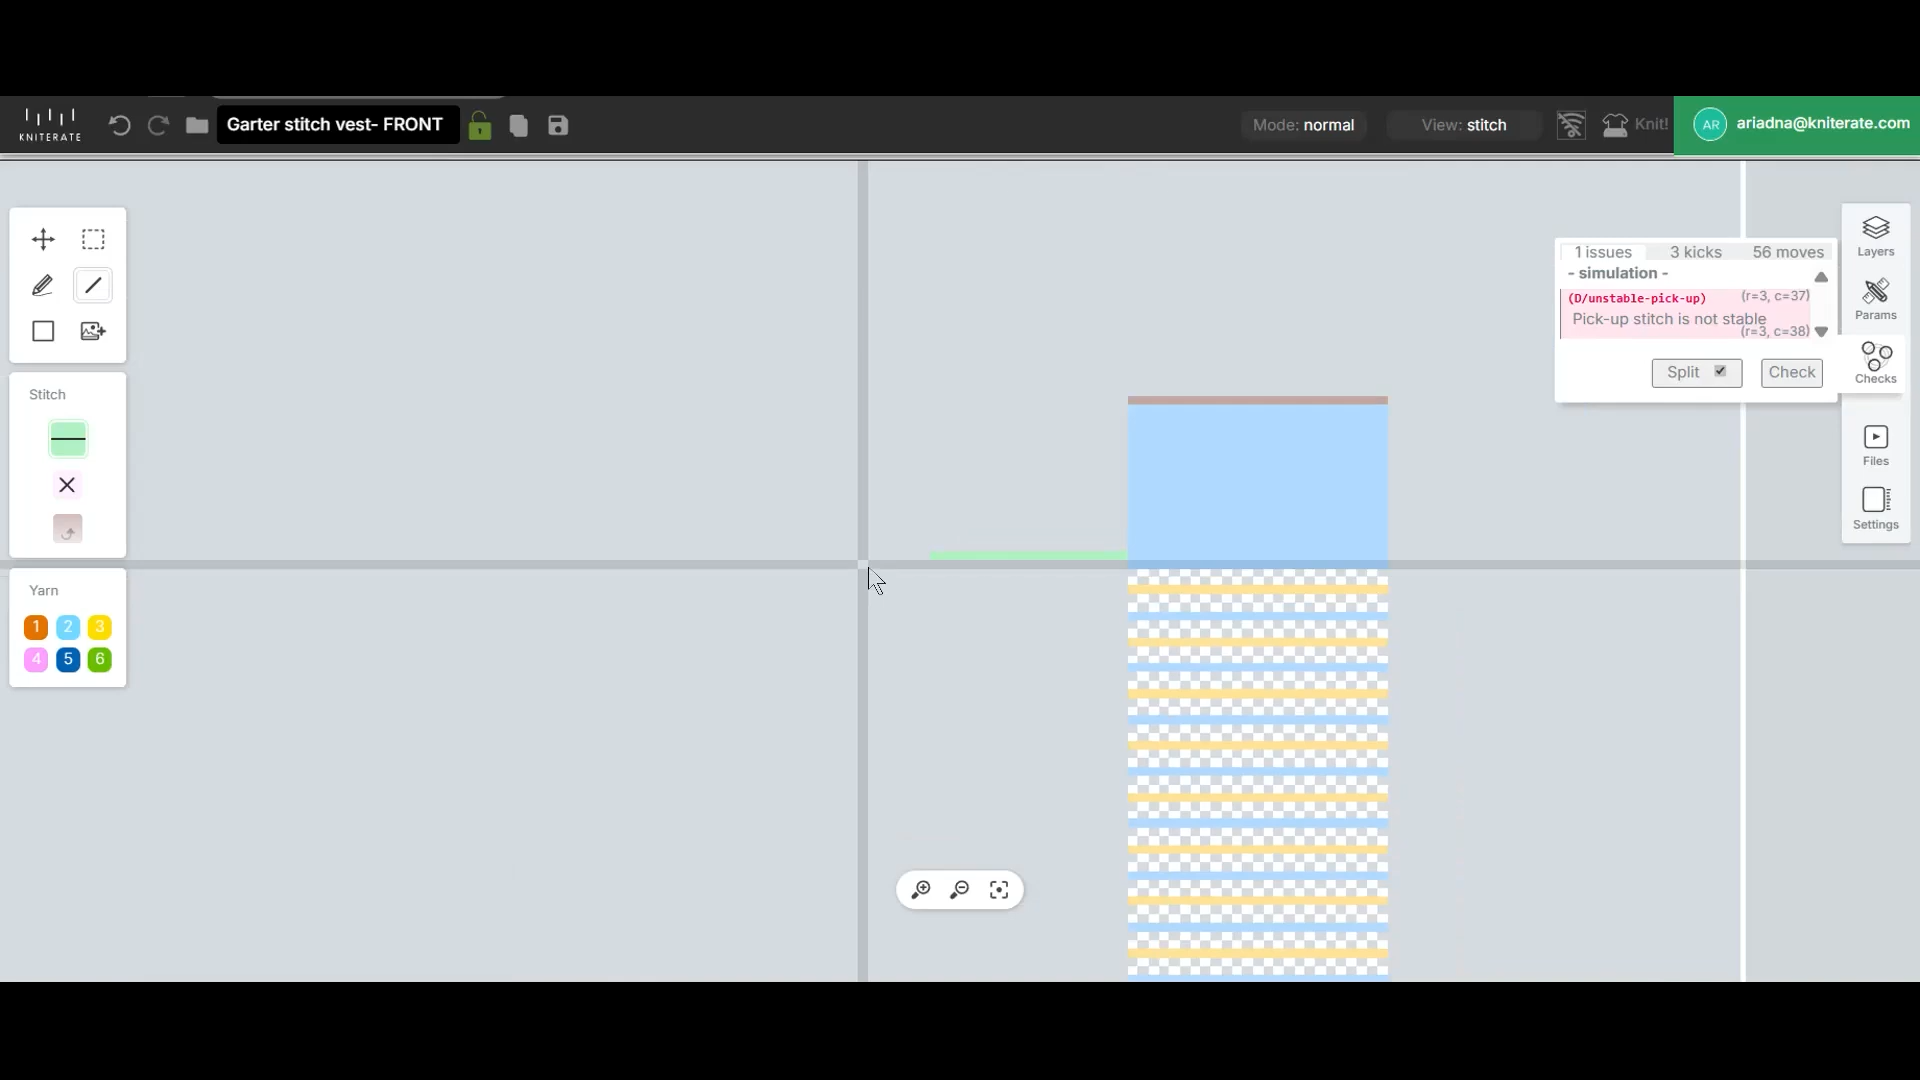 KNITERATE
Garter stitch vest- FRONT
Mode: normal
View: stitch
Knit!
AR
ariadna@kniterate.com
Stitch
Yarn
1 2 3
4 5 6
1 issues 3 kicks 56 moves
- simulation -
(D/unstable-pick-up) (r=3, c=37)
Pick-up stitch is not stable
(r=3, c=38)
Split
Check
Layers
Params
Checks
Files
Settings